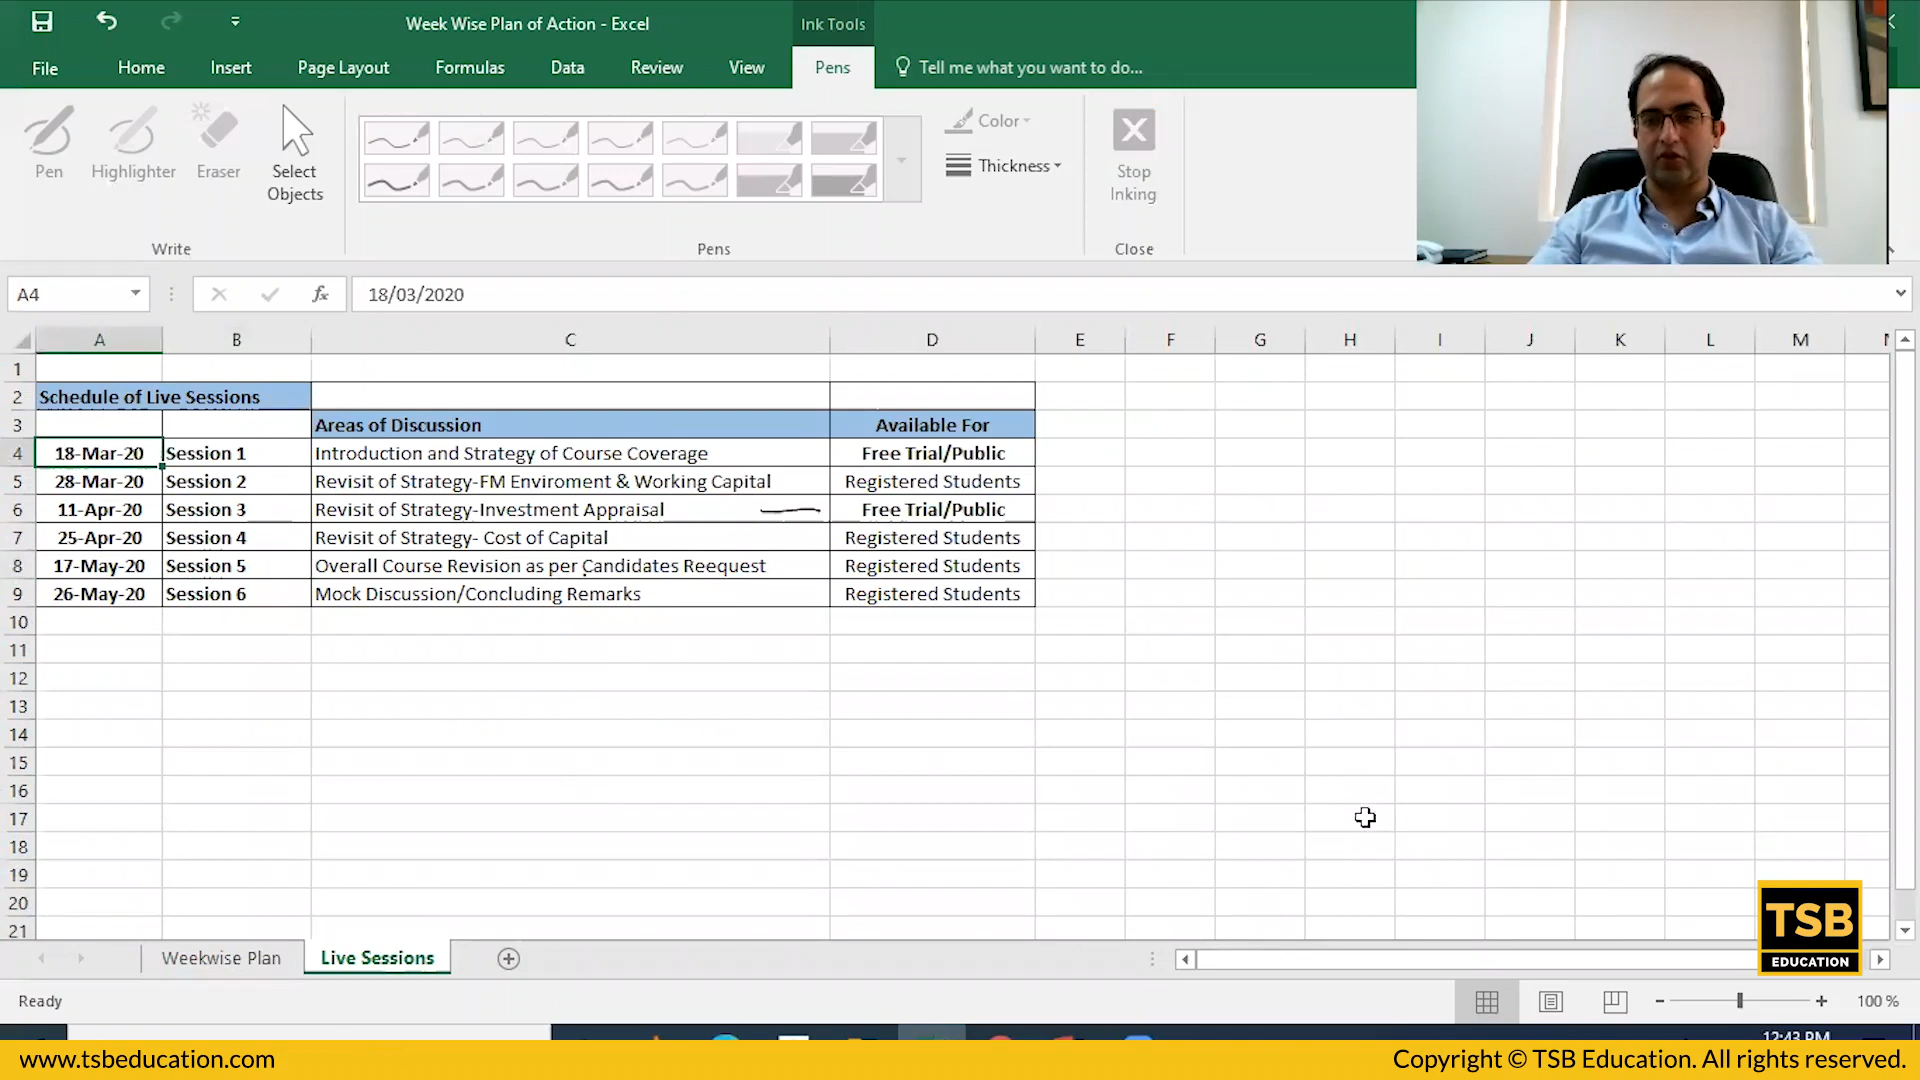 Week Wise Plan of Action - Excel
Ink Tools
File
Home
Insert
Page Layout
Formulas
Data
Review
View
Pens
Tell me what you want to do...
Pen
Highlighter
Eraser
Select Objects
Color
Thickness
Stop Inking
Write
Pens
Close
A4
fx
18/03/2020
A B C D E F G H I J K L M
1
2 Schedule of Live Sessions
3 Areas of Discussion Available For
4 18-Mar-20 Session 1 Introduction and Strategy of Course Coverage Free Trial/Public
5 28-Mar-20 Session 2 Revisit of Strategy-FM Enviroment & Working Capital Registered Students
6 11-Apr-20 Session 3 Revisit of Strategy-Investment Appraisal Free Trial/Public
7 25-Apr-20 Session 4 Revisit of Strategy- Cost of Capital Registered Students
8 17-May-20 Session 5 Overall Course Revision as per Candidates Reequest Registered Students
9 26-May-20 Session 6 Mock Discussion/Concluding Remarks Registered Students
10
11
12
13
14
15
16
17
18
19
20
21
Weekwise Plan
Live Sessions
TSB
EDUCATION
Ready
100 %
12:43 PM
www.tsbeducation.com
Copyright © TSB Education. All rights reserved.